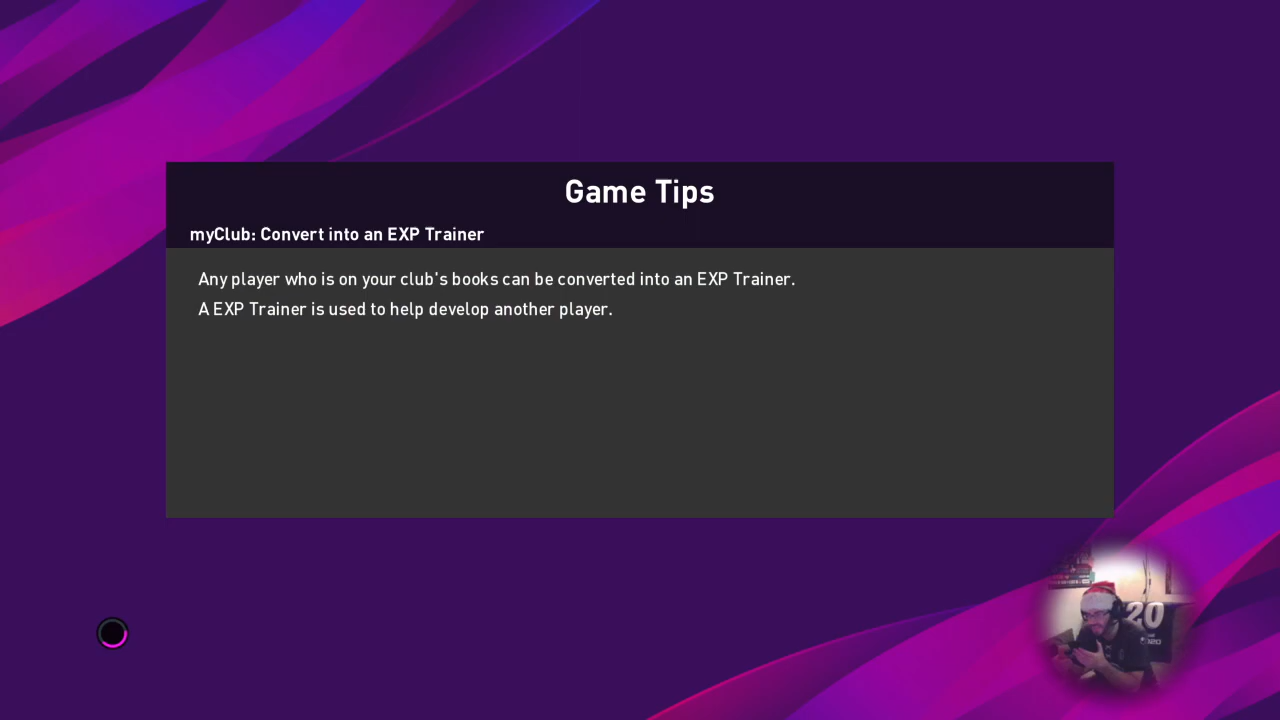 Game Tips
myClub: Convert into an EXP Trainer
Any player who is on your club's books can be converted into an EXP Trainer.
A EXP Trainer is used to help develop another player.
20